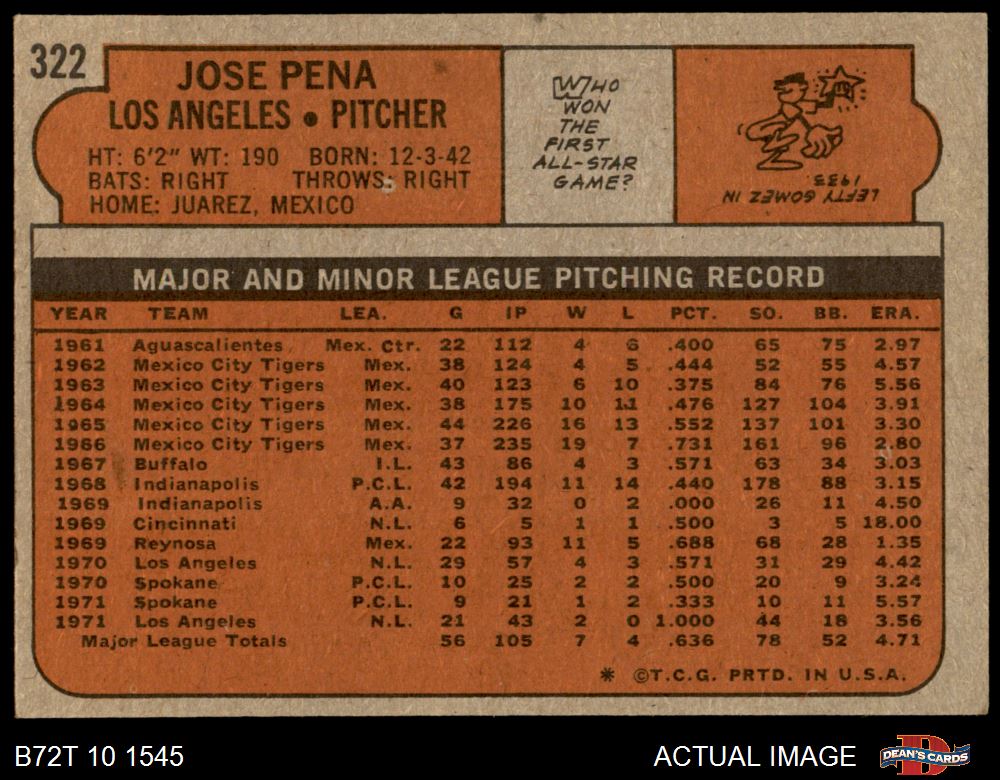 322
JOSE PENA
LOS ANGELES • PITCHER
HT: 6'2" WT: 190 BORN: 12-3-42
BATS: RIGHT THROWS: RIGHT
HOME: JUAREZ, MEXICO
WHO
WON
THE
FIRST
ALL-STAR
GAME?
LEFTY GOMEZ IN
1933.
MAJOR AND MINOR LEAGUE PITCHING RECORD
YEAR TEAM LEA. G IP W L PCT. SO. BB. ERA.
1961 Aguascalientes Mex. Ctr. 22 112 4 6 .400 65 75 2.97
1962 Mexico City Tigers Mex. 38 124 4 5 .444 52 55 4.57
1963 Mexico City Tigers Mex. 40 123 6 10 .375 84 76 5.56
1964 Mexico City Tigers Mex. 38 175 10 11 .476 127 104 3.91
1965 Mexico City Tigers Mex. 44 226 16 13 .552 137 101 3.30
1966 Mexico City Tigers Mex. 37 235 19 7 .731 161 96 2.80
1967 Buffalo I.L. 43 86 4 3 .571 63 34 3.03
1968 Indianapolis P.C.L. 42 194 11 14 .440 178 88 3.15
1969 Indianapolis A.A. 9 32 0 2 .000 26 11 4.50
1969 Cincinnati N.L. 6 5 1 1 .500 3 5 18.00
1969 Reynosa Mex. 22 93 11 5 .688 68 28 1.35
1970 Los Angeles N.L. 29 57 4 3 .571 31 29 4.42
1970 Spokane P.C.L. 10 25 2 2 .500 20 9 3.24
1971 Spokane P.C.L. 9 21 1 2 .333 10 11 5.57
1971 Los Angeles N.L. 21 43 2 0 1.000 44 18 3.56
Major League Totals 56 105 7 4 .636 78 52 4.71
* ©T.C.G. PRTD. IN U.S.A.
B72T 10 1545
ACTUAL IMAGE
D
DEAN'S CARDS